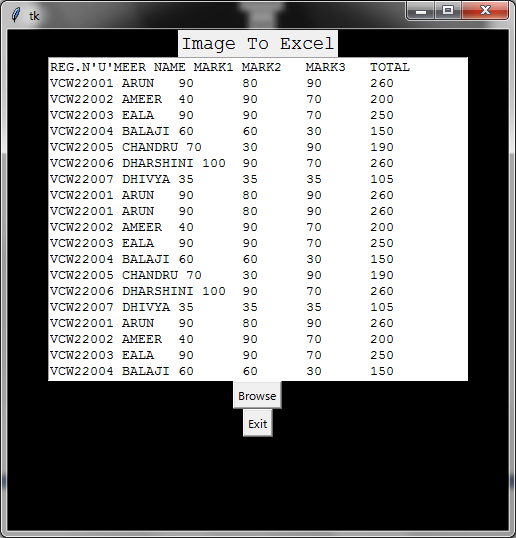 tk
Image To Excel
REG.N'U'MEER NAME MARK1 MARK2 MARK3 TOTAL
VCW22001 ARUN 90 80 90 260
VCW22002 AMEER 40 90 70 200
VCW22003 EALA 90 90 70 250
VCW22004 BALAJI 60 60 30 150
VCW22005 CHANDRU 70 30 90 190
VCW22006 DHARSHINI 100 90 70 260
VCW22007 DHIVYA 35 35 35 105
VCW22001 ARUN 90 80 90 260
VCW22001 ARUN 90 80 90 260
VCW22002 AMEER 40 90 70 200
VCW22003 EALA 90 90 70 250
VCW22004 BALAJI 60 60 30 150
VCW22005 CHANDRU 70 30 90 190
VCW22006 DHARSHINI 100 90 70 260
VCW22007 DHIVYA 35 35 35 105
VCW22001 ARUN 90 80 90 260
VCW22002 AMEER 40 90 70 200
VCW22003 EALA 90 90 70 250
VCW22004 BALAJI 60 60 30 150
Browse
Exit